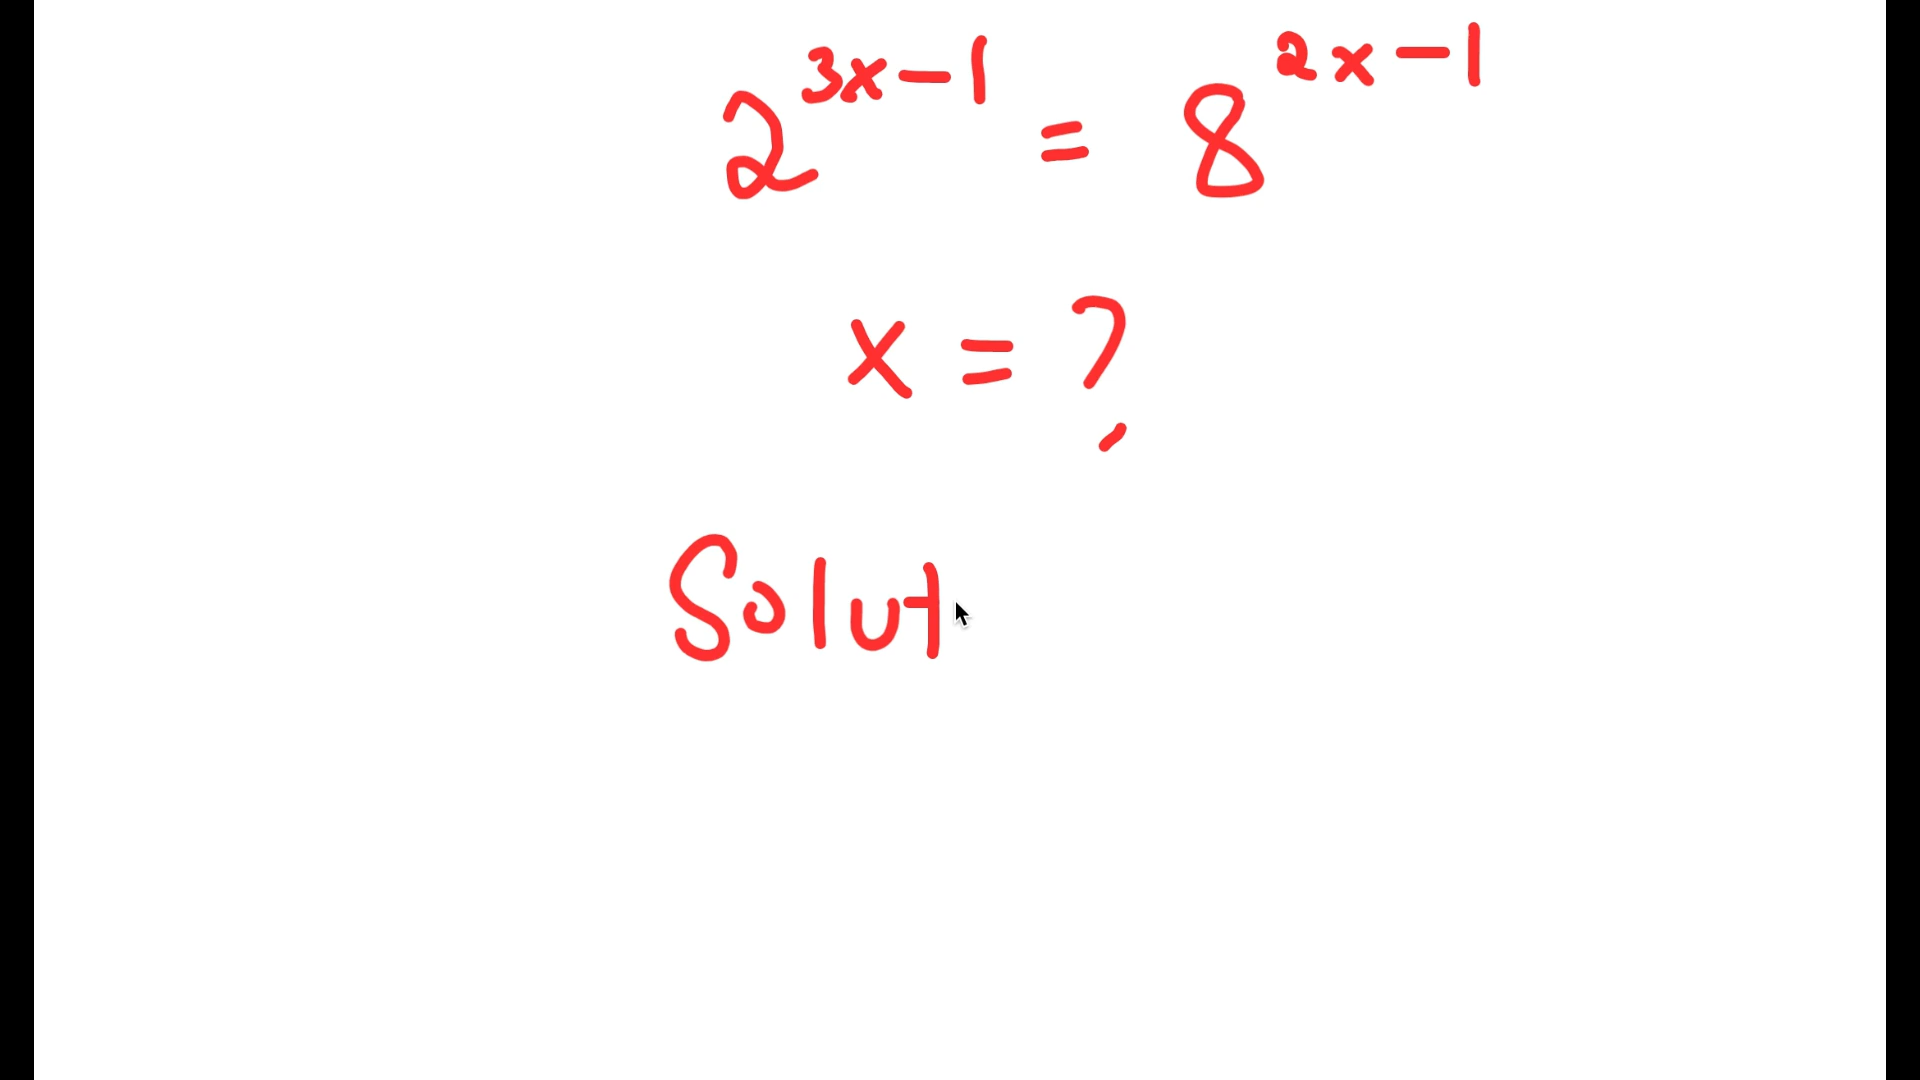 2^{3x-1} = 8^{2x-1}
x = ?
Solut